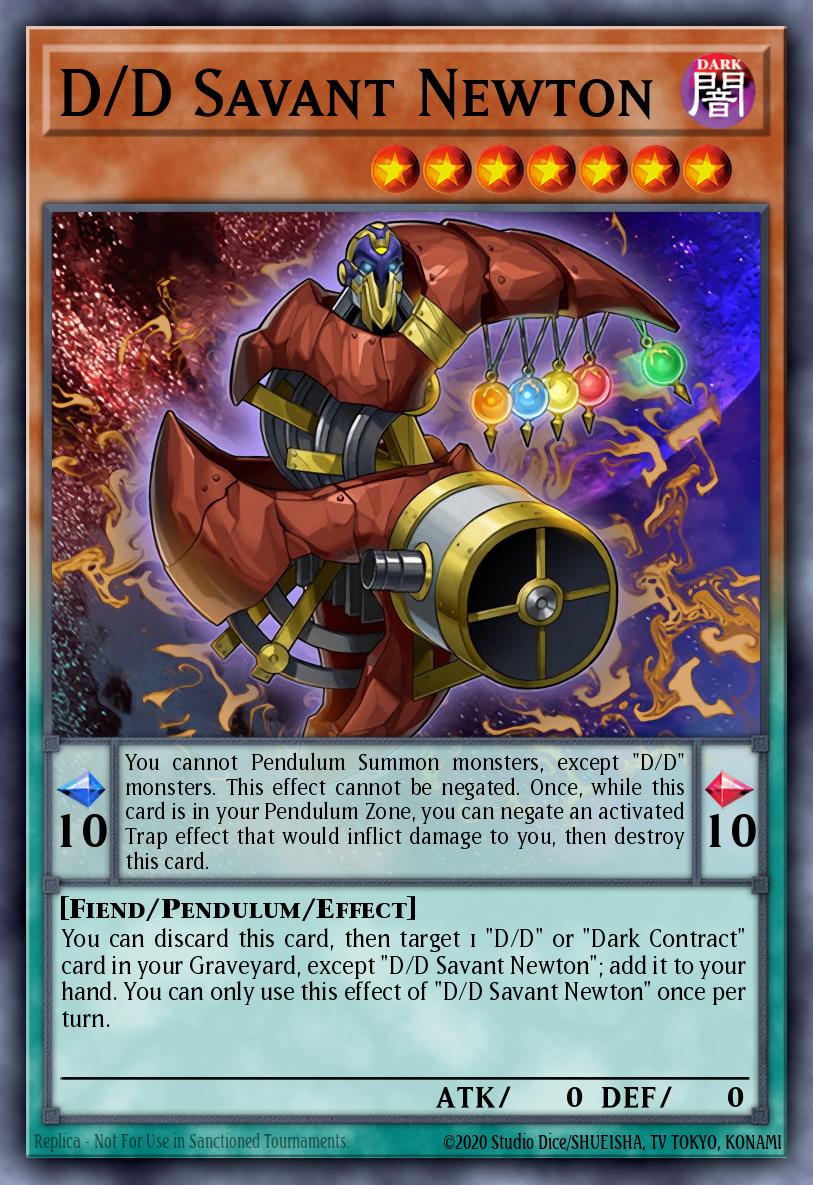 D/D Savant Newton
DARK
闇
You cannot Pendulum Summon monsters, except "D/D"
monsters. This effect cannot be negated. Once, while this
card is in your Pendulum Zone, you can negate an activated
Trap effect that would inflict damage to you, then destroy
this card.
10
10
[Fiend/Pendulum/Effect]
You can discard this card, then target 1 "D/D" or "Dark Contract"
card in your Graveyard, except "D/D Savant Newton"; add it to your
hand. You can only use this effect of "D/D Savant Newton" once per
turn.
ATK/ 0 DEF/ 0
Replica - Not For Use in Sanctioned Tournaments.
©2020 Studio Dice/SHUEISHA, TV TOKYO, KONAMI